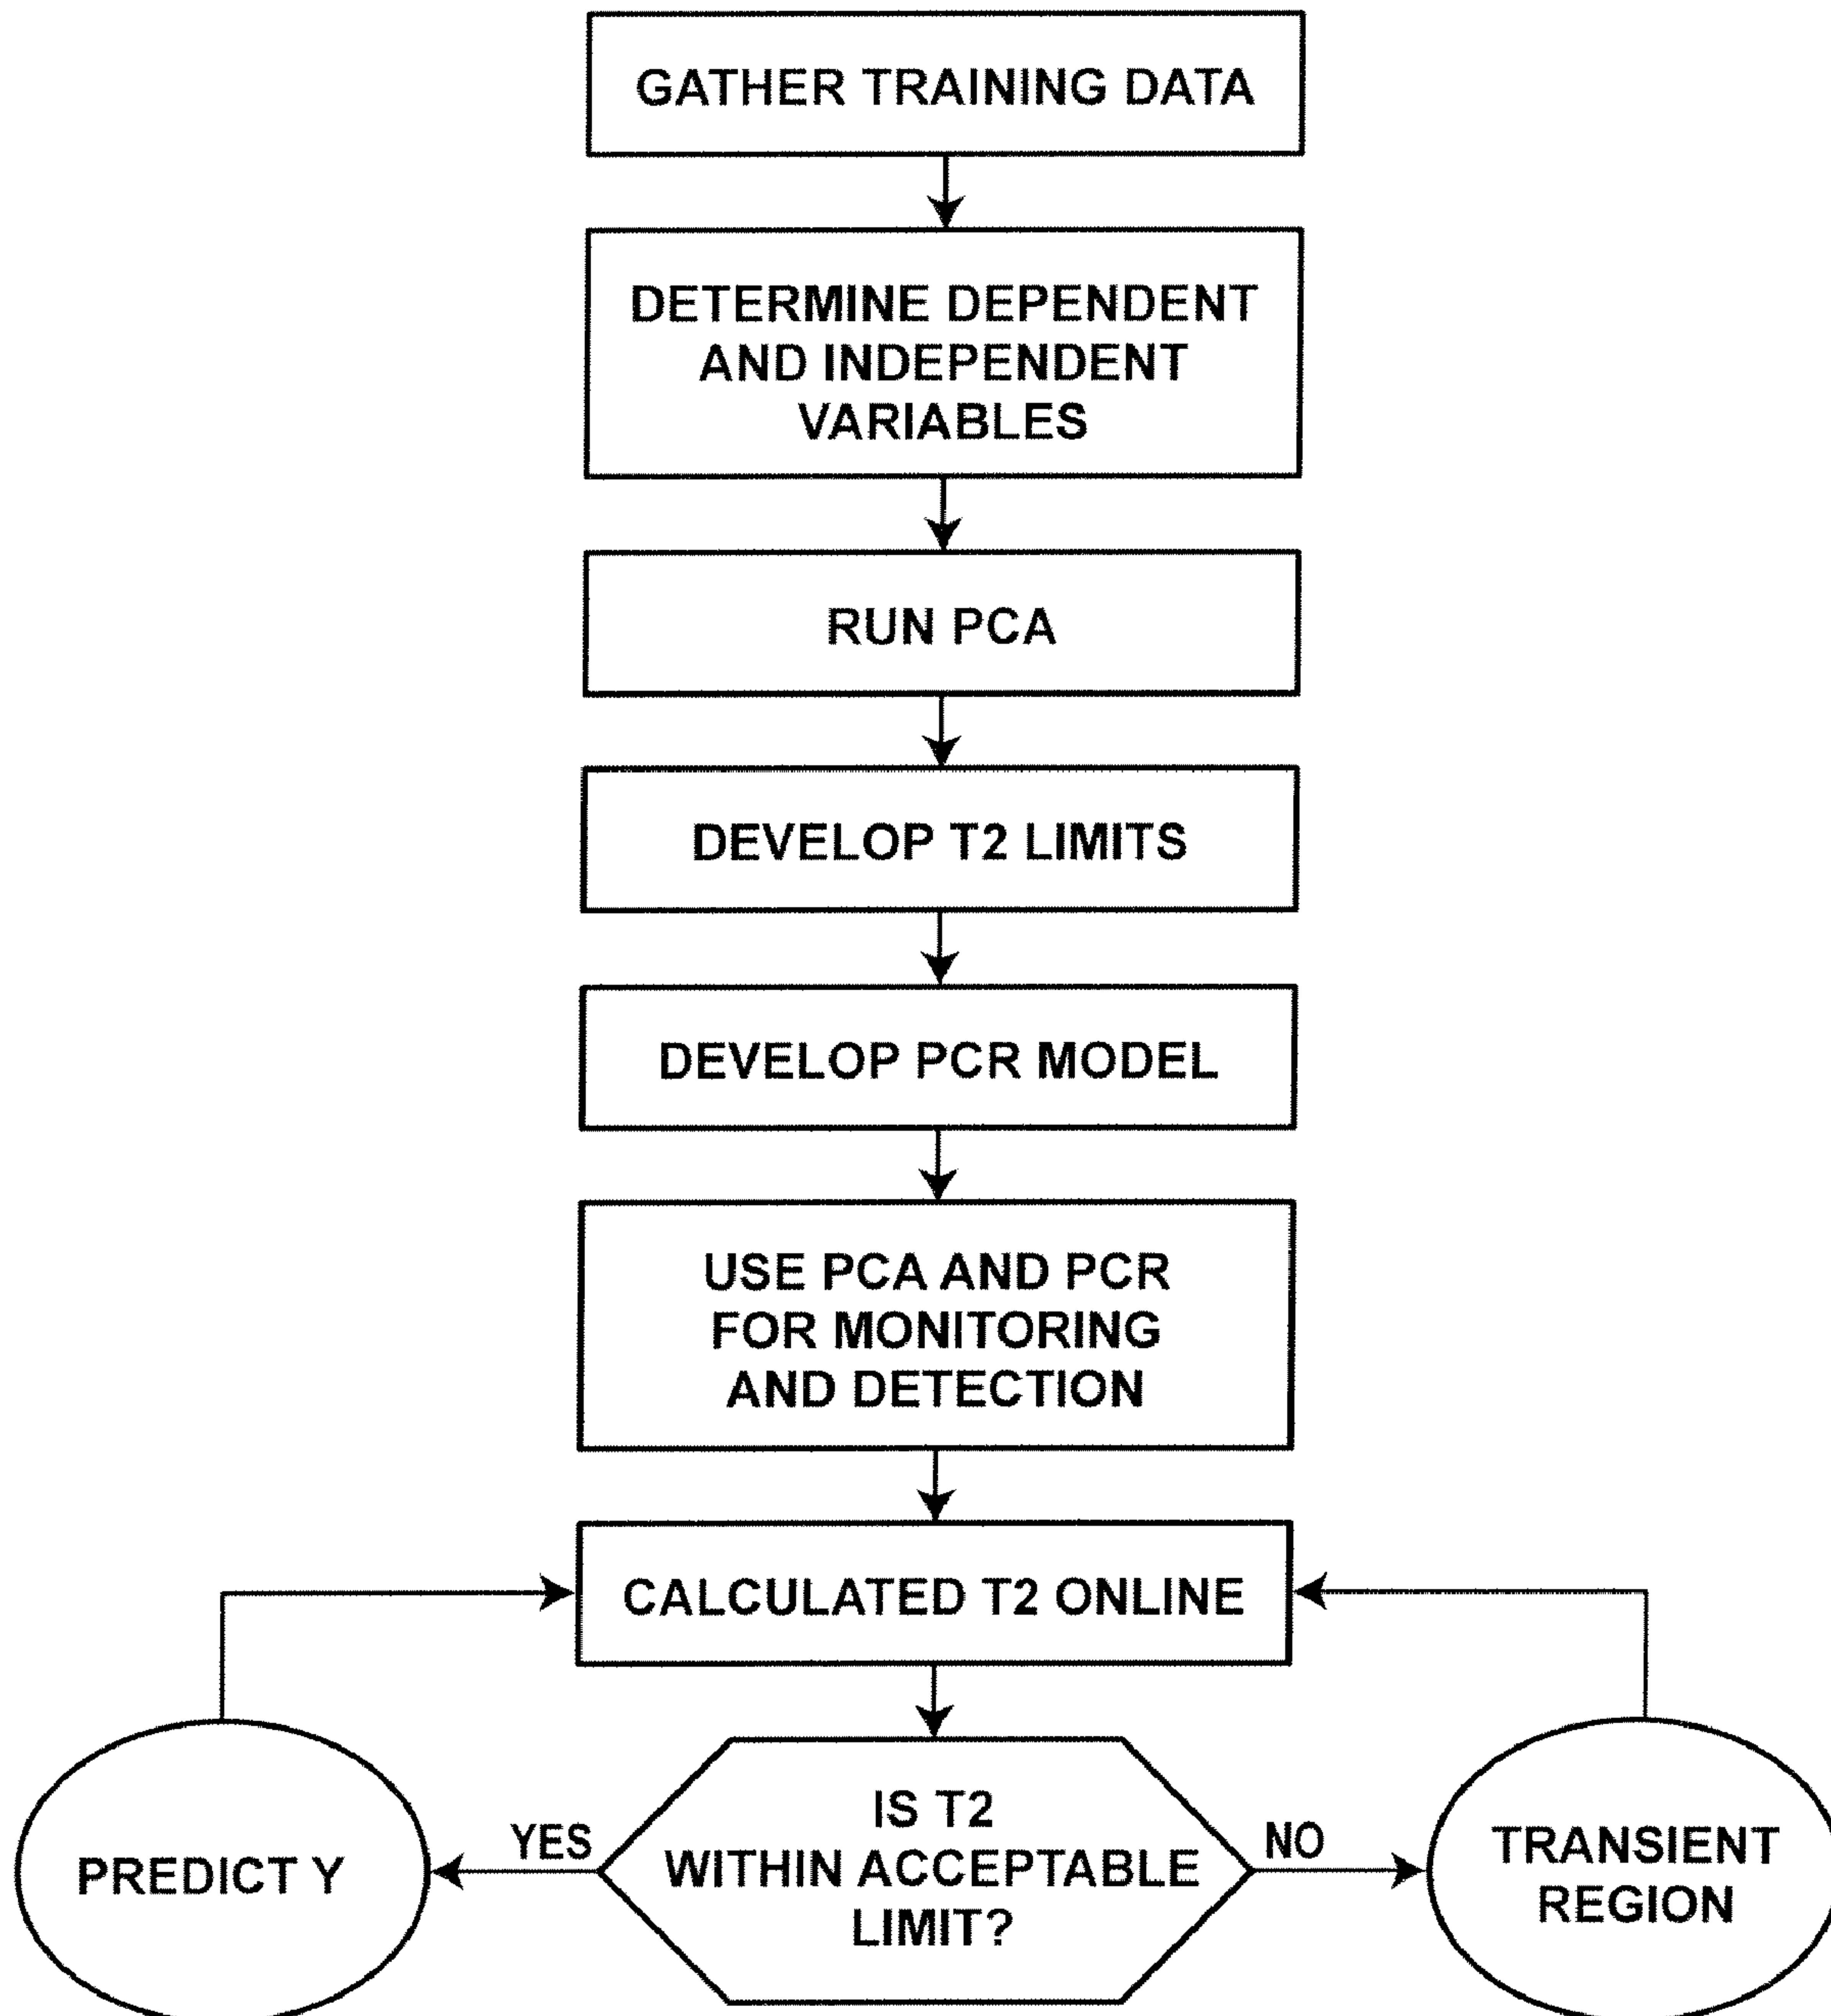 GATHER TRAINING DATA
DETERMINE DEPENDENT
AND INDEPENDENT
VARIABLES
RUN PCA
DEVELOP T2 LIMITS
DEVELOP PCR MODEL
USE PCA AND PCR
FOR MONITORING
AND DETECTION
CALCULATED T2 ONLINE
IS T2
WITHIN ACCEPTABLE
LIMIT?
YES
PREDICT Y
NO
TRANSIENT
REGION